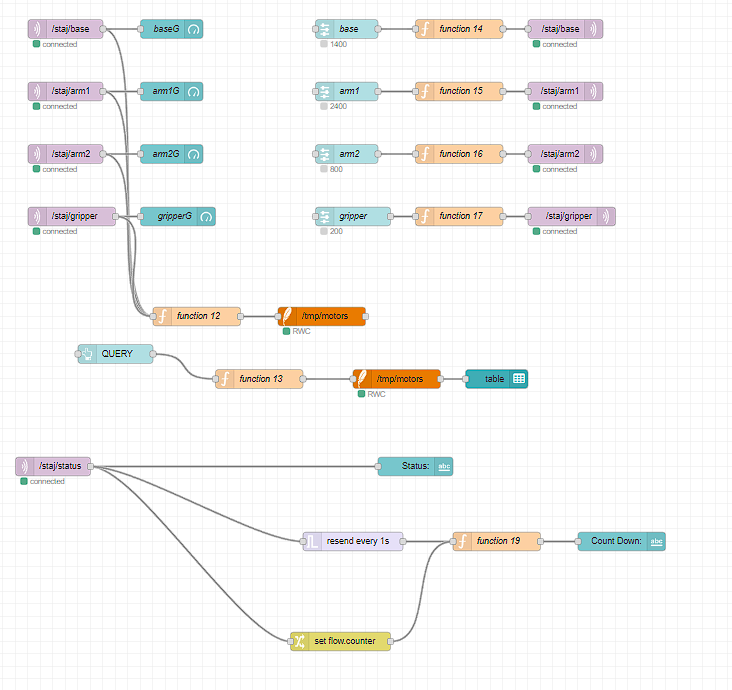 /staj/base
connected
baseG
base
1400
function 14
/staj/base
connected
/staj/arm1
connected
arm1G
arm1
2400
function 15
/staj/arm1
connected
/staj/arm2
connected
arm2G
arm2
800
function 16
/staj/arm2
connected
/staj/gripper
connected
gripperG
gripper
200
function 17
/staj/gripper
connected
function 12
/tmp/motors
RWC
QUERY
function 13
/tmp/motors
RWC
table
/staj/status
connected
Status:
abc
resend every 1s
function 19
Count Down:
abc
set flow.counter